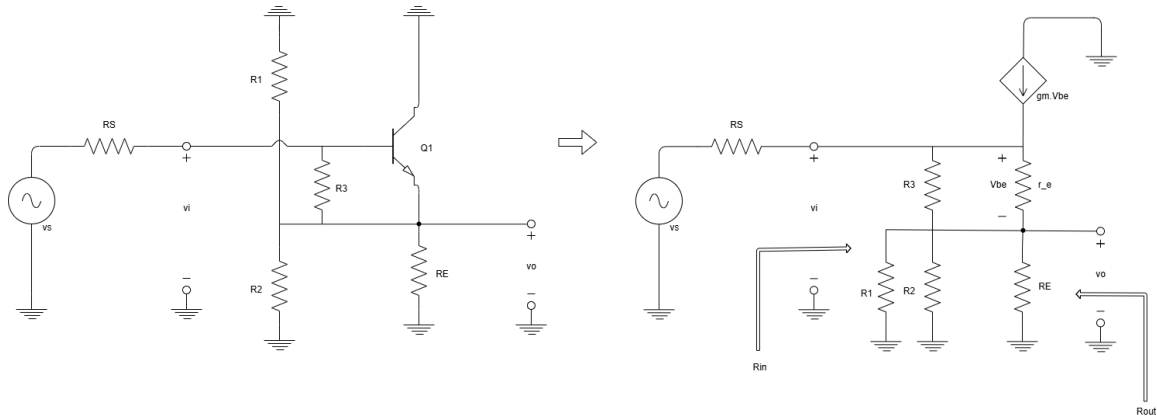 R1
RS
Q1
R3
+
vi
−
vs
R2
RE
+
vo
−
gm.Vbe
RS
+
vi
−
vs
R3
+
Vbe
−
r_e
R1
R2
RE
+
vo
−
Rin
Rout